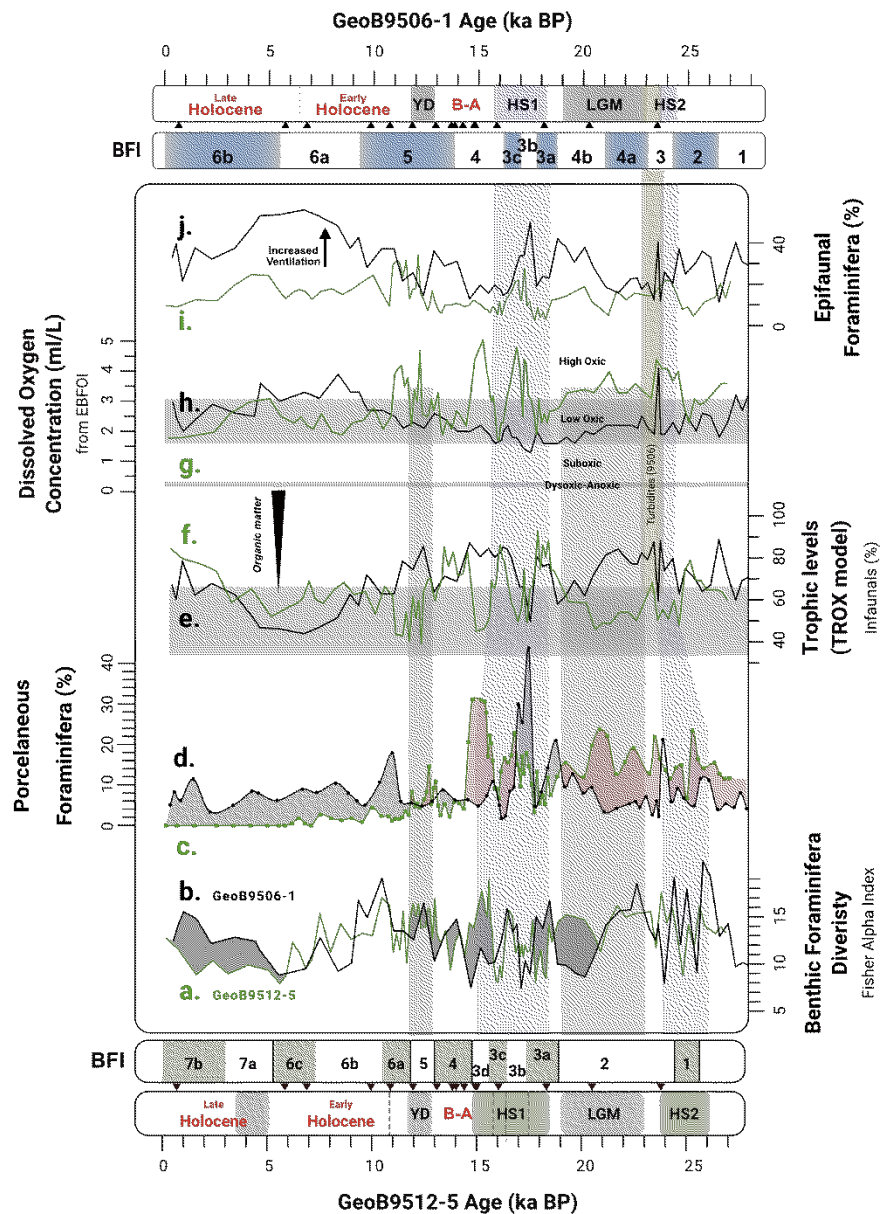 GeoB9506-1 Age (ka BP)
0 5 10 15 20 25
Late Holocene
Early Holocene
YD B-A HS1 LGM HS2
BFI
6b 6a 5 4 3c 3b 3a 4b 4a 3 2 1
j.
Increased Ventilation
i.
40
0
Epifaunal Foraminifera (%)
Dissolved Oxygen Concentration (ml/L)
from EBFOI
5
4
3
2
1
0
High Oxic
h.
Low Oxic
g.
Suboxic
Dysoxic-Anoxic
Turbidites (9506)
f.
Organic matter
e.
100
80
60
40
Trophic levels (TROX model)
Infaunals (%)
Porcelaneous Foraminifera (%)
40
30
20
10
0
d.
c.
b. GeoB9506-1
a. GeoB9512-5
15
10
5
Benthic Foraminifera Diveristy
Fisher Alpha Index
BFI
7b 7a 6c 6b 6a 5 4 3d 3c 3b 3a 2 1
Late Holocene
Early Holocene
YD B-A HS1 LGM HS2
0 5 10 15 20 25
GeoB9512-5 Age (ka BP)